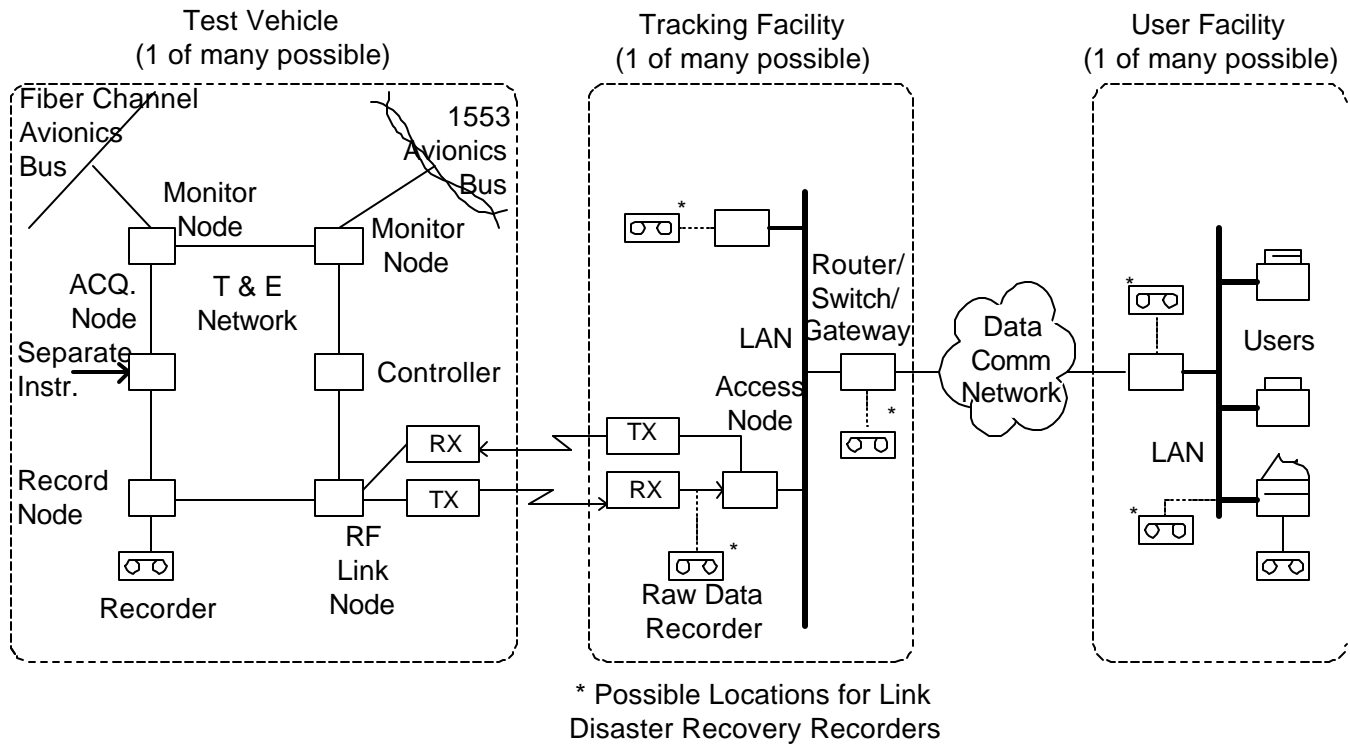 Test Vehicle
(1 of many possible)
Tracking Facility
(1 of many possible)
User Facility
(1 of many possible)
Fiber Channel
Avionics
Bus
1553
Avionics
Bus
Monitor
Node
Monitor
Node
ACQ.
Node
T & E
Network
Separate
Instr.
Controller
Record
Node
RX
TX
RF
Link
Node
Recorder
*
Router/
Switch/
Gateway
LAN
Access
Node
*
TX
RX
*
Raw Data
Recorder
Data
Comm
Network
*
Users
LAN
*
* Possible Locations for Link
Disaster Recovery Recorders